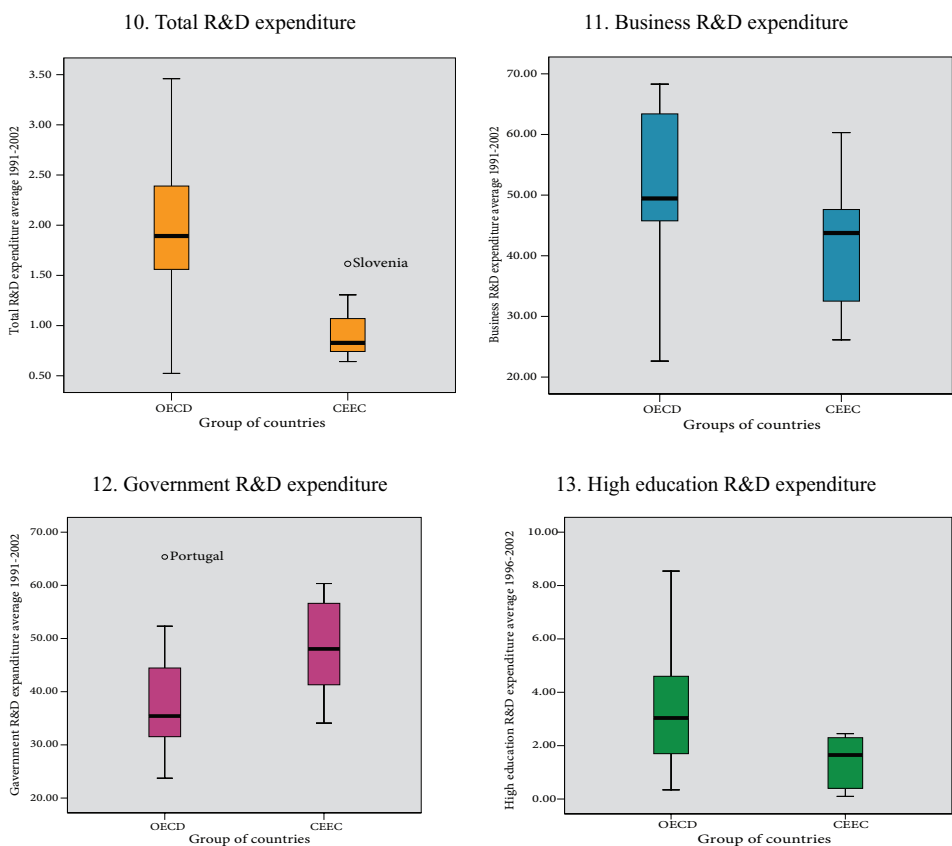 10. Total R&D expenditure
Total R&D expenditure average 1991-2002
3.50
3.00
2.50
2.00
1.50
1.00
0.50
Slovenia
OECD
CEEC
Group of countries
11. Business R&D expenditure
Business R&D expenditure average 1991-2002
70.00
60.00
50.00
40.00
30.00
20.00
OECD
CEEC
Groups of countries
12. Government R&D expenditure
Gavernment R&D expanditure average 1991-2002
70.00
60.00
50.00
40.00
30.00
20.00
Portugal
OECD
CEEC
Group of countries
13. High education R&D expenditure
High education R&D expenditure average 1996-2002
10.00
8.00
6.00
4.00
2.00
0.00
OECD
CEEC
Group of countries